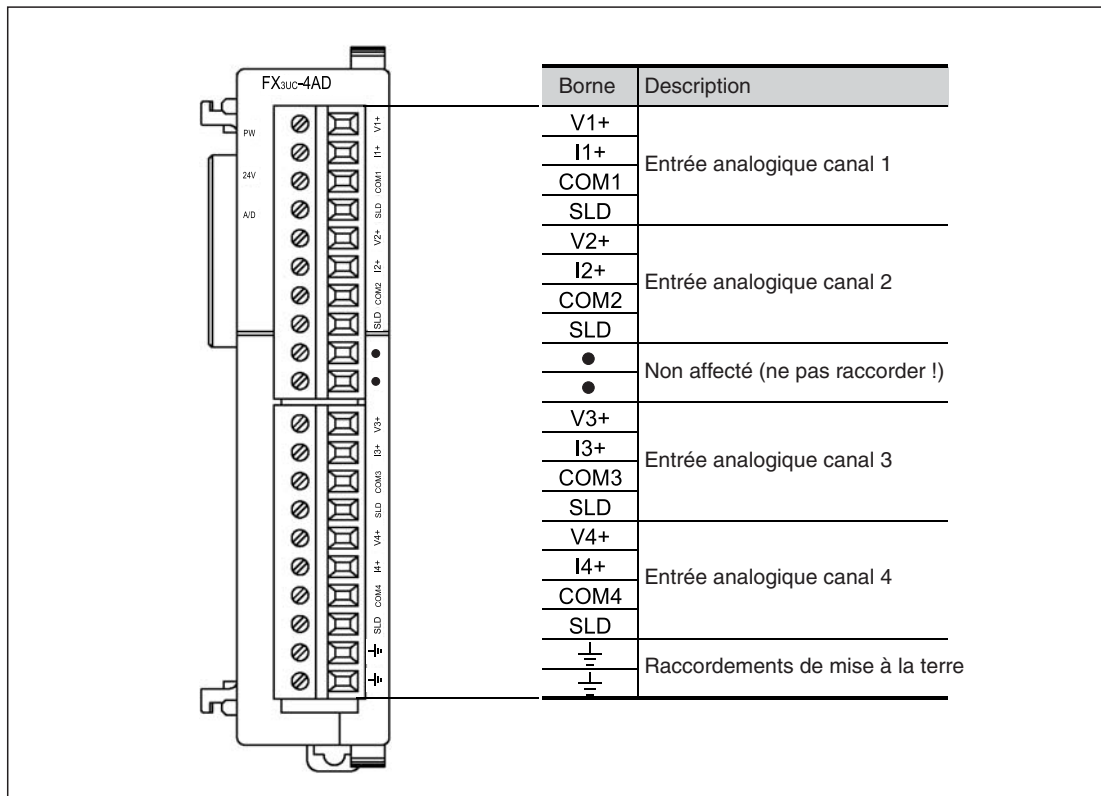 FX3UC-4AD
PW
24V
A/D
V1+
I1+
COM1
SLD
V2+
I2+
COM2
SLD
●
●
V3+
I3+
COM3
SLD
V4+
I4+
COM4
SLD
⏚
⏚
Borne Description
V1+
I1+
COM1
SLD
Entrée analogique canal 1
V2+
I2+
COM2
SLD
Entrée analogique canal 2
●
●
Non affecté (ne pas raccorder !)
V3+
I3+
COM3
SLD
Entrée analogique canal 3
V4+
I4+
COM4
SLD
Entrée analogique canal 4
⏚
⏚
Raccordements de mise à la terre